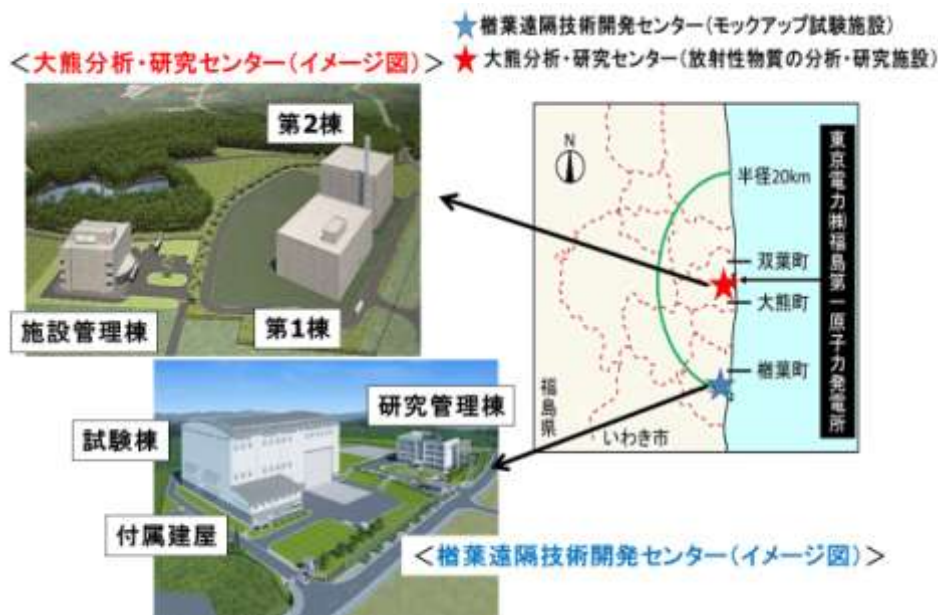 ★楢葉遠隔技術開発センター（モックアップ試験施設）
＜大熊分析・研究センター（イメージ図）＞
★大熊分析・研究センター（放射性物質の分析・研究施設）
第2棟
施設管理棟
第1棟
N
半径20km
双葉町
大熊町
楢葉町
福島県
いわき市
東京電力㈱福島第一原子力発電所
研究管理棟
試験棟
付属建屋
＜楢葉遠隔技術開発センター（イメージ図）＞